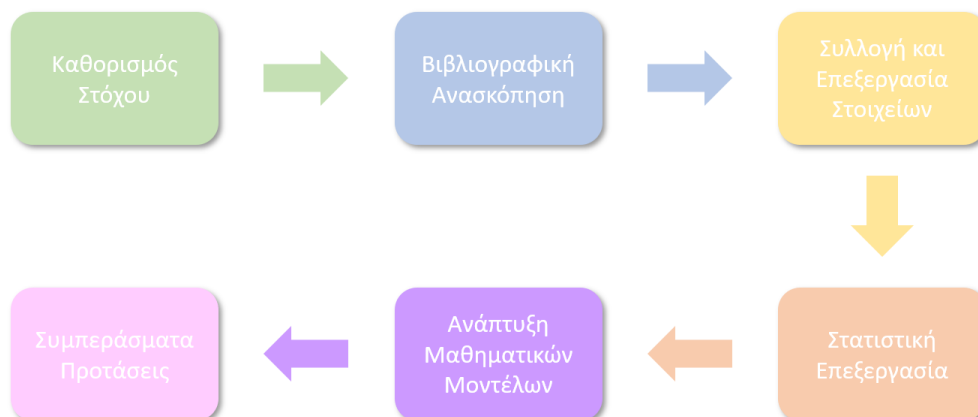 Καθορισμός
Στόχου
Βιβλιογραφική
Ανασκόπηση
Συλλογή και
Επεξεργασία
Στοιχείων
Στατιστική
Επεξεργασία
Ανάπτυξη
Μαθηματικών
Μοντέλων
Συμπεράσματα
Προτάσεις